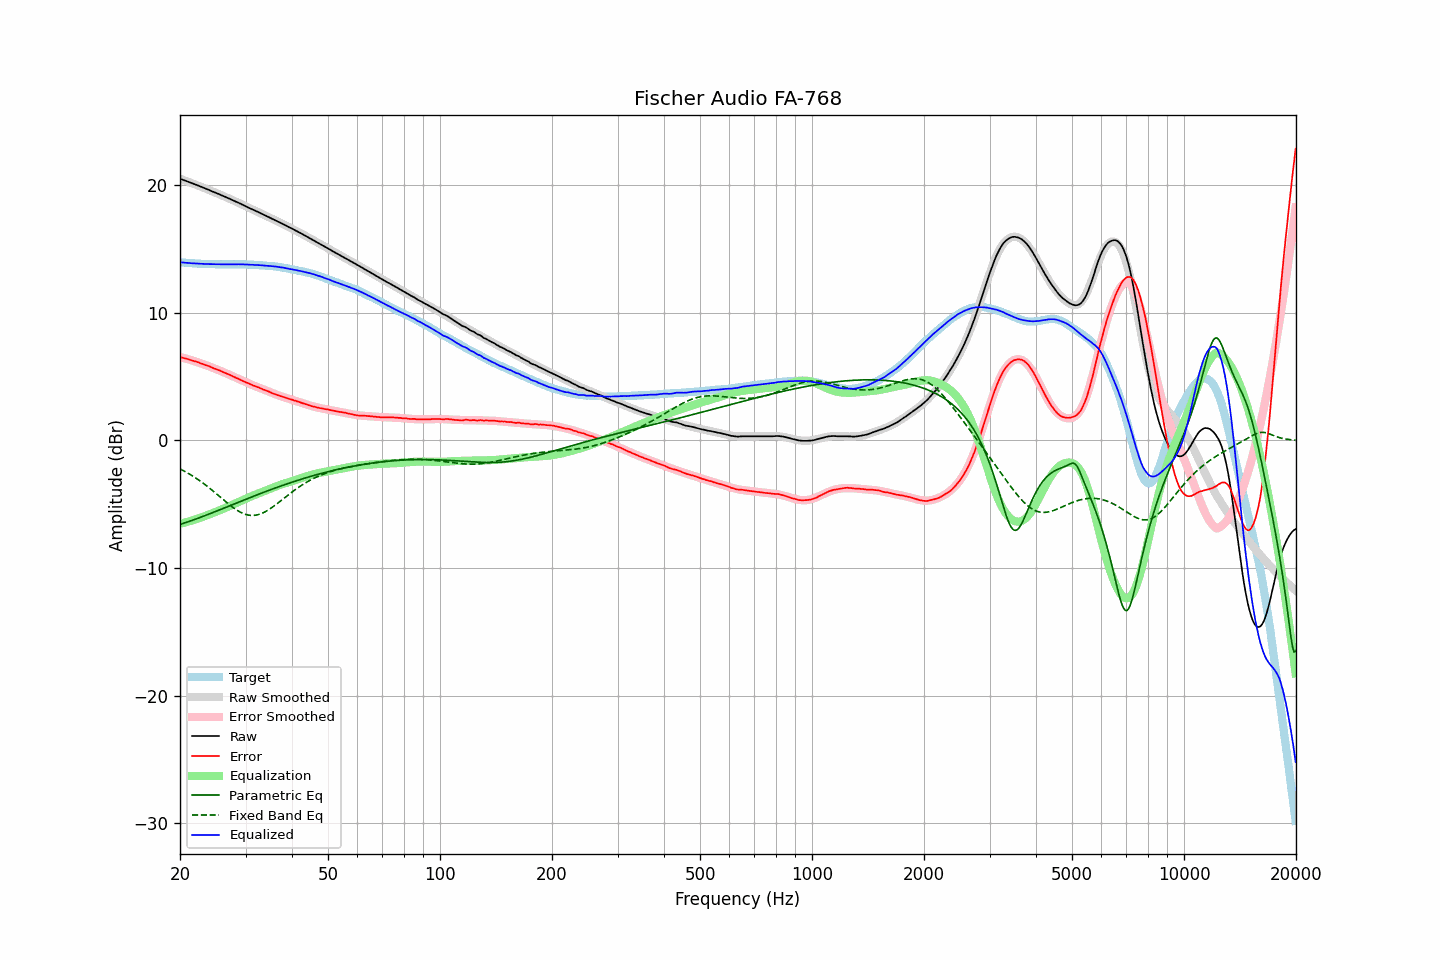 Fischer Audio FA-768
Amplitude (dBr)
20
10
0
−10
−20
−30
Target
Raw Smoothed
Error Smoothed
Raw
Error
Equalization
Parametric Eq
Fixed Band Eq
Equalized
20 50 100 200 500 1000 2000 5000 10000 20000
Frequency (Hz)